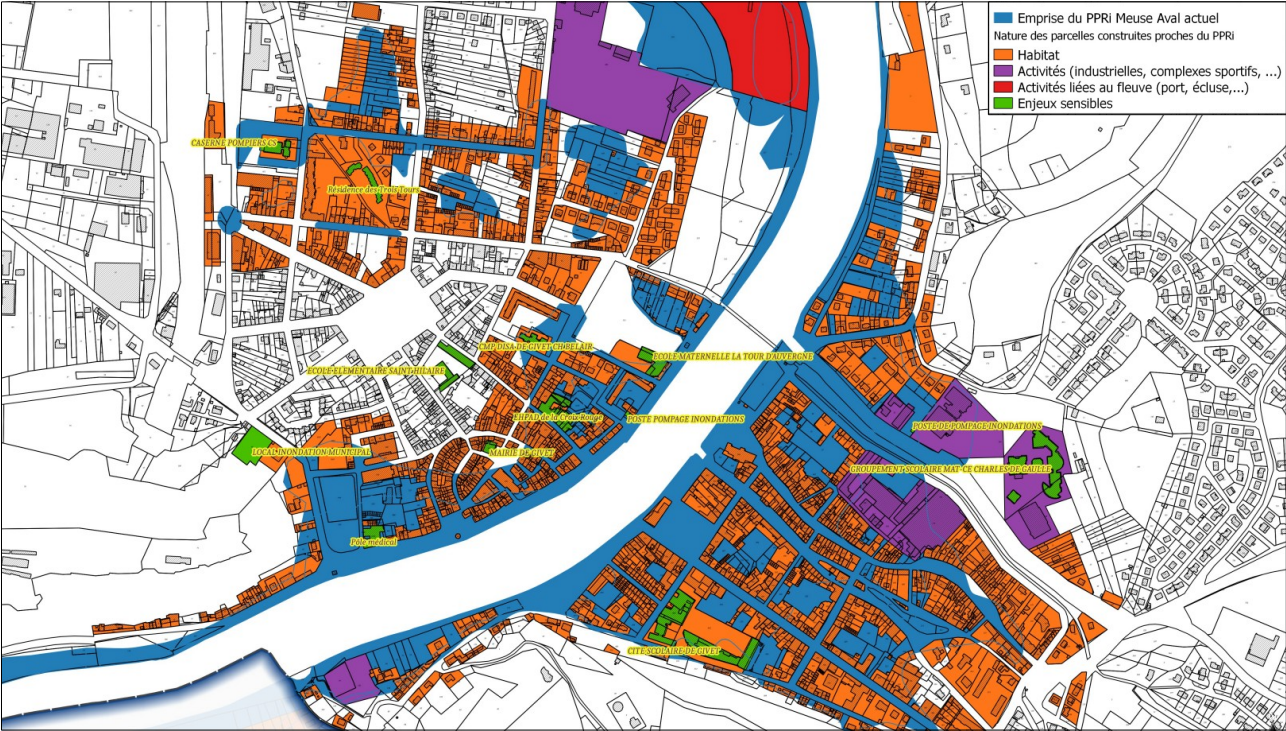 Emprise du PPRi Meuse Aval actuel
Nature des parcelles construites proches du PPRi
Habitat
Activités (industrielles, complexes sportifs, ...)
Activités liées au fleuve (port, écluse,...)
Enjeux sensibles
CASERNE POMPIERS CS
Résidence des Trois Tours
CMP DISA DE GIVET CH BELAIR
ECOLE MATERNELLE LA TOUR D'AUVERGNE
ECOLE ELEMENTAIRE SAINT HILAIRE
EHPAD de la Croix Rouge
POSTE POMPAGE INONDATIONS
POSTE DE POMPAGE INONDATIONS
LOCAL INONDATION MUNICIPAL
MAIRIE DE GIVET
GROUPEMENT SCOLAIRE MAT-CE CHARLES DE GAULLE
Pôle médical
CITE SCOLAIRE DE GIVET